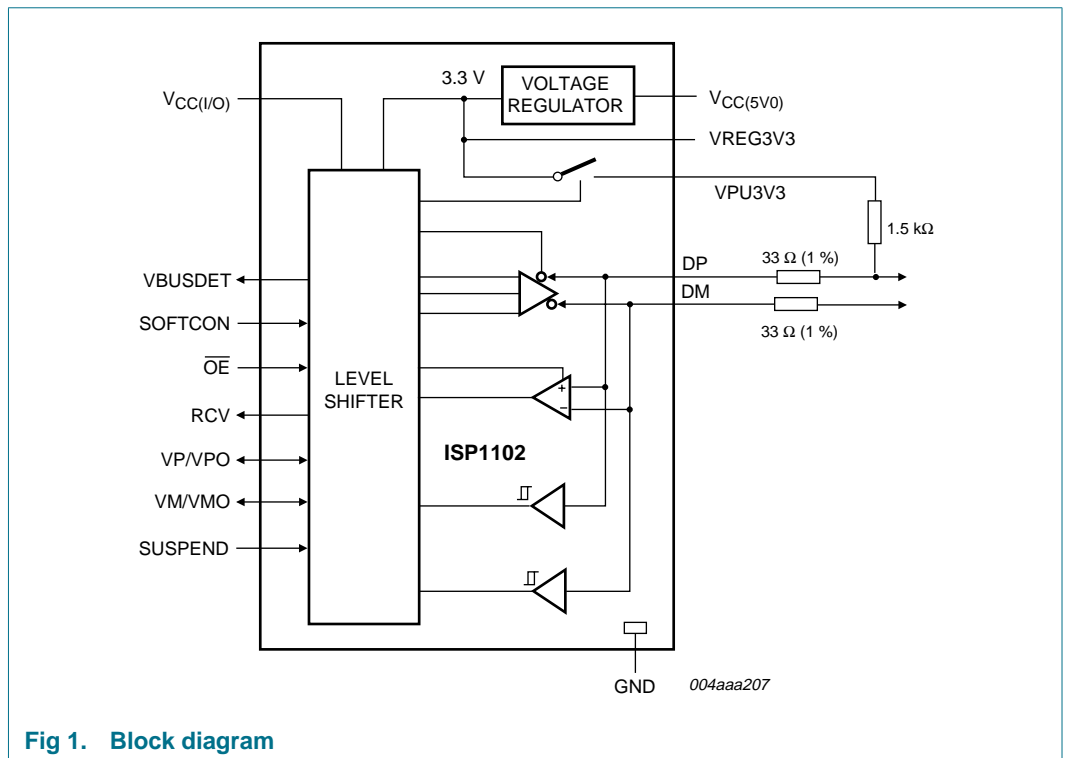 3.3 V
VOLTAGE
REGULATOR
VCC(I/O)
VCC(5V0)
VREG3V3
VPU3V3
1.5 kΩ
33 Ω (1 %)
DP
DM
33 Ω (1 %)
VBUSDET
SOFTCON
OE
LEVEL
SHIFTER
+
−
RCV
ISP1102
VP/VPO
VM/VMO
SUSPEND
GND
004aaa207
Fig 1. Block diagram